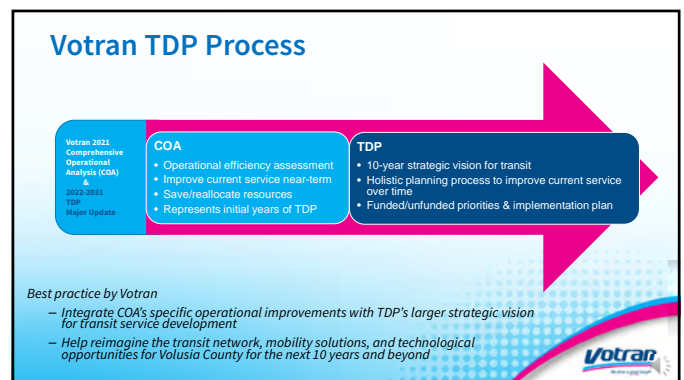 Votran TDP Process
Votran 2021
Comprehensive
Operational
Analysis (COA)
&
2022-2031
TDP
Major Update
COA
• Operational efficiency assessment
• Improve current service near-term
• Save/reallocate resources
• Represents initial years of TDP
TDP
• 10-year strategic vision for transit
• Holistic planning process to improve current service
over time
• Funded/unfunded priorities & implementation plan
Best practice by Votran
– Integrate COA’s specific operational improvements with TDP’s larger strategic vision
for transit service development
– Help reimagine the transit network, mobility solutions, and technological
opportunities for Volusia County for the next 10 years and beyond
Votran